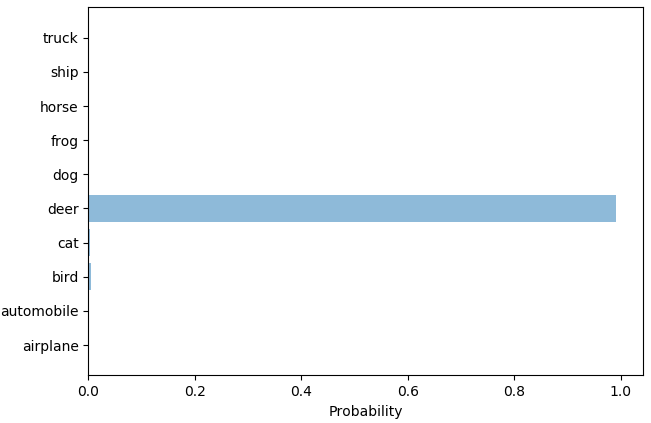 truck
ship
horse
frog
dog
deer
cat
bird
automobile
airplane
0.0 0.2 0.4 0.6 0.8 1.0
Probability